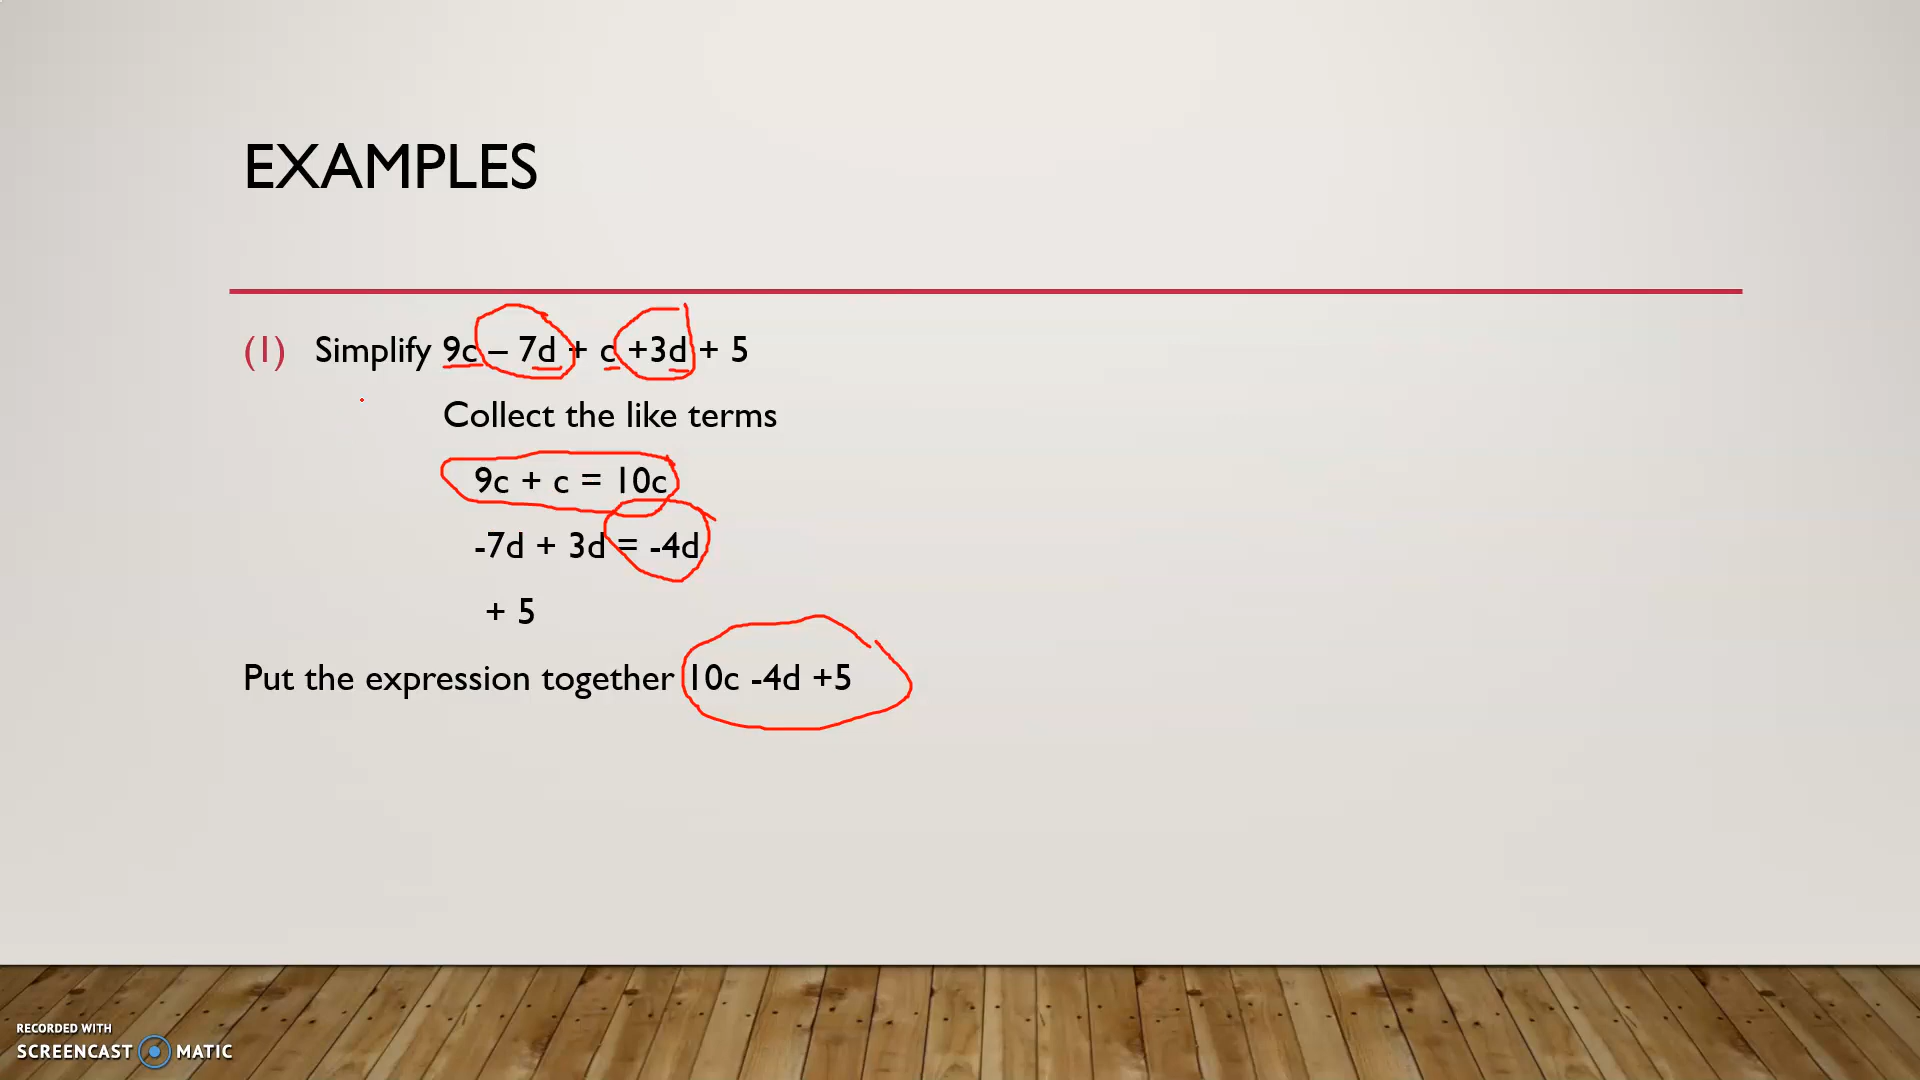 EXAMPLES
(1) Simplify 9c – 7d + c +3d + 5
Collect the like terms
9c + c = 10c
-7d + 3d = -4d
+ 5
Put the expression together 10c -4d +5
RECORDED WITH
SCREENCAST MATIC